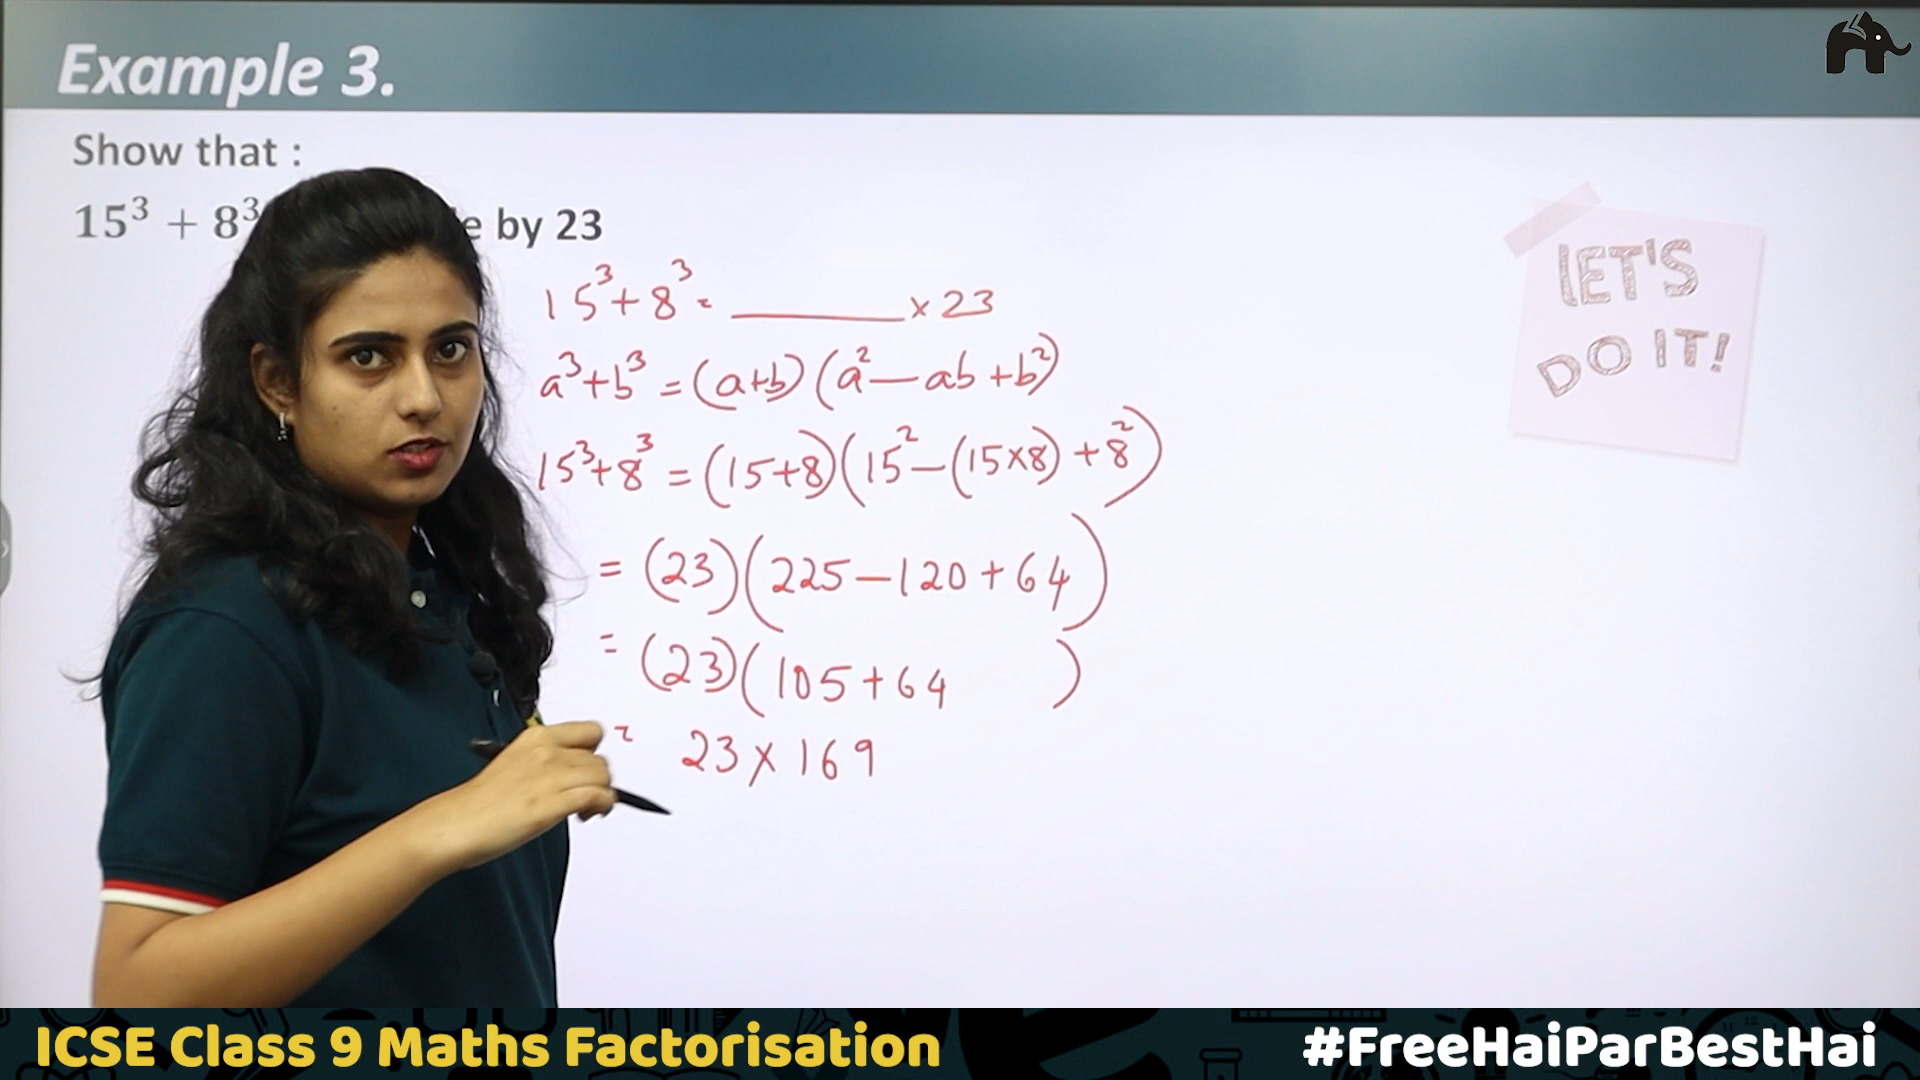 Example 3.
Show that :
15³ + 8³ by 23
15³+8³= ________ x 23
a³+b³ = (a+b) (a²–ab+b²)
15³+8³ = (15+8)(15²–(15×8)+8²)
= (23)(225–120+64)
= (23)(105+64 )
= 23 x 169
LET'S
DO IT!
ICSE Class 9 Maths Factorisation
#FreeHaiParBestHai